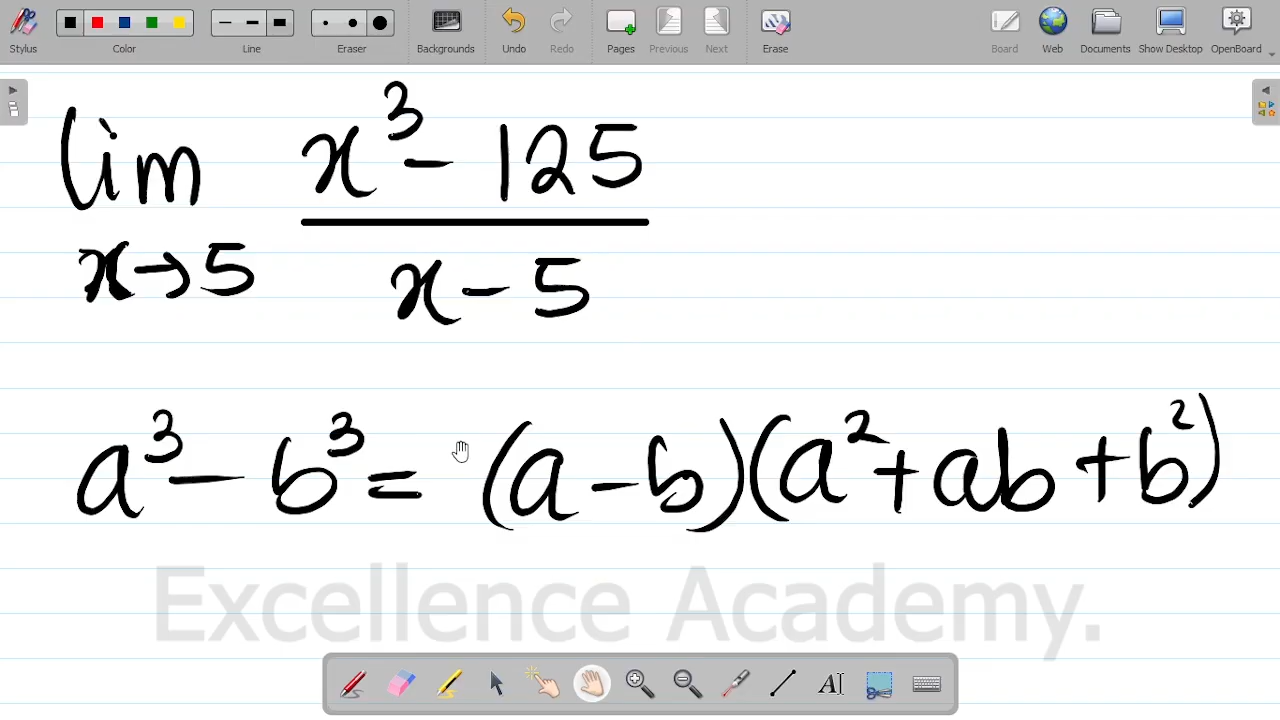 Stylus Color Line Eraser Backgrounds Undo Redo Pages Previous Next Erase Board Web Documents Show Desktop OpenBoard
lim x³ - 125
x→5 x - 5
a³ - b³ = (a - b)(a² + ab + b²)
Excellence Academy.
AI